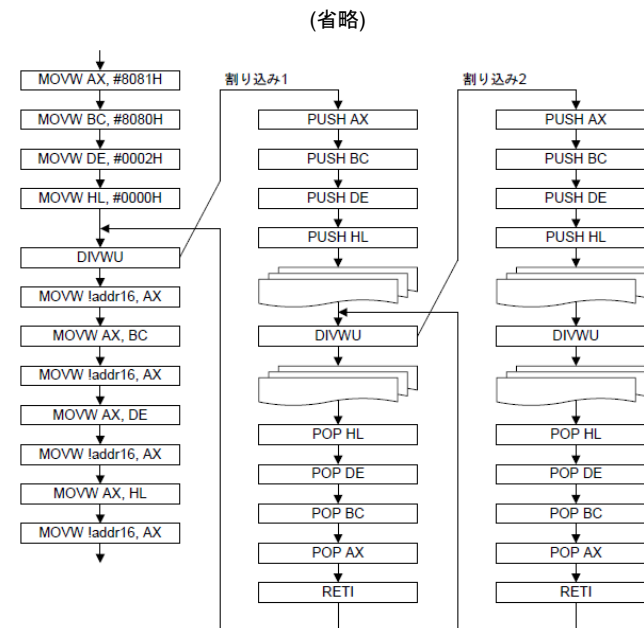 (省略)
MOVW AX, #8081H
MOVW BC, #8080H
MOVW DE, #0002H
MOVW HL, #0000H
DIVWU
MOVW !addr16, AX
MOVW AX, BC
MOVW !addr16, AX
MOVW AX, DE
MOVW !addr16, AX
MOVW AX, HL
MOVW !addr16, AX
割り込み1
PUSH AX
PUSH BC
PUSH DE
PUSH HL
DIVWU
POP HL
POP DE
POP BC
POP AX
RETI
割り込み2
PUSH AX
PUSH BC
PUSH DE
PUSH HL
DIVWU
POP HL
POP DE
POP BC
POP AX
RETI